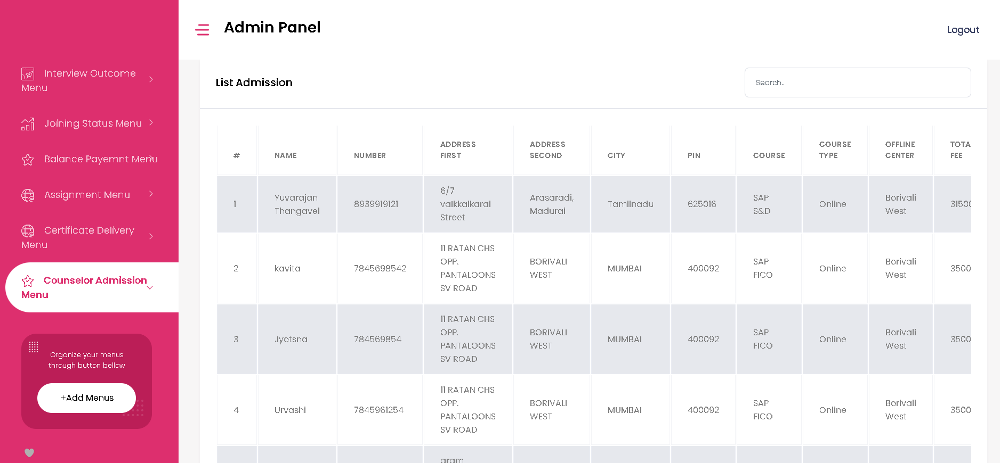 Admin Panel
Logout
Interview Outcome
Menu
Joining Status Menu
Balance Payemnt Menu
Assignment Menu
Certificate Delivery
Menu
Counselor Admission
Menu
Organize your menus
through button bellow
+Add Menus
List Admission
Search..
# NAME NUMBER ADDRESS FIRST ADDRESS SECOND CITY PIN COURSE COURSE TYPE OFFLINE CENTER TOTA FEE
1 Yuvarajan Thangavel 8939919121 6/7 valkkalkarai Street Arasaradi, Madurai Tamilnadu 625016 SAP S&D Online Borivali West 3150
2 kavita 7845698542 11 RATAN CHS OPP. PANTALOONS SV ROAD BORIVALI WEST MUMBAI 400092 SAP FICO Online Borivali West 3500
3 Jyotsna 784569854 11 RATAN CHS OPP. PANTALOONS SV ROAD BORIVALI WEST MUMBAI 400092 SAP FICO Online Borivali West 3500
4 Urvashi 7845961254 11 RATAN CHS OPP. PANTALOONS SV ROAD BORIVALI WEST MUMBAI 400092 SAP FICO Online Borivali West 3500